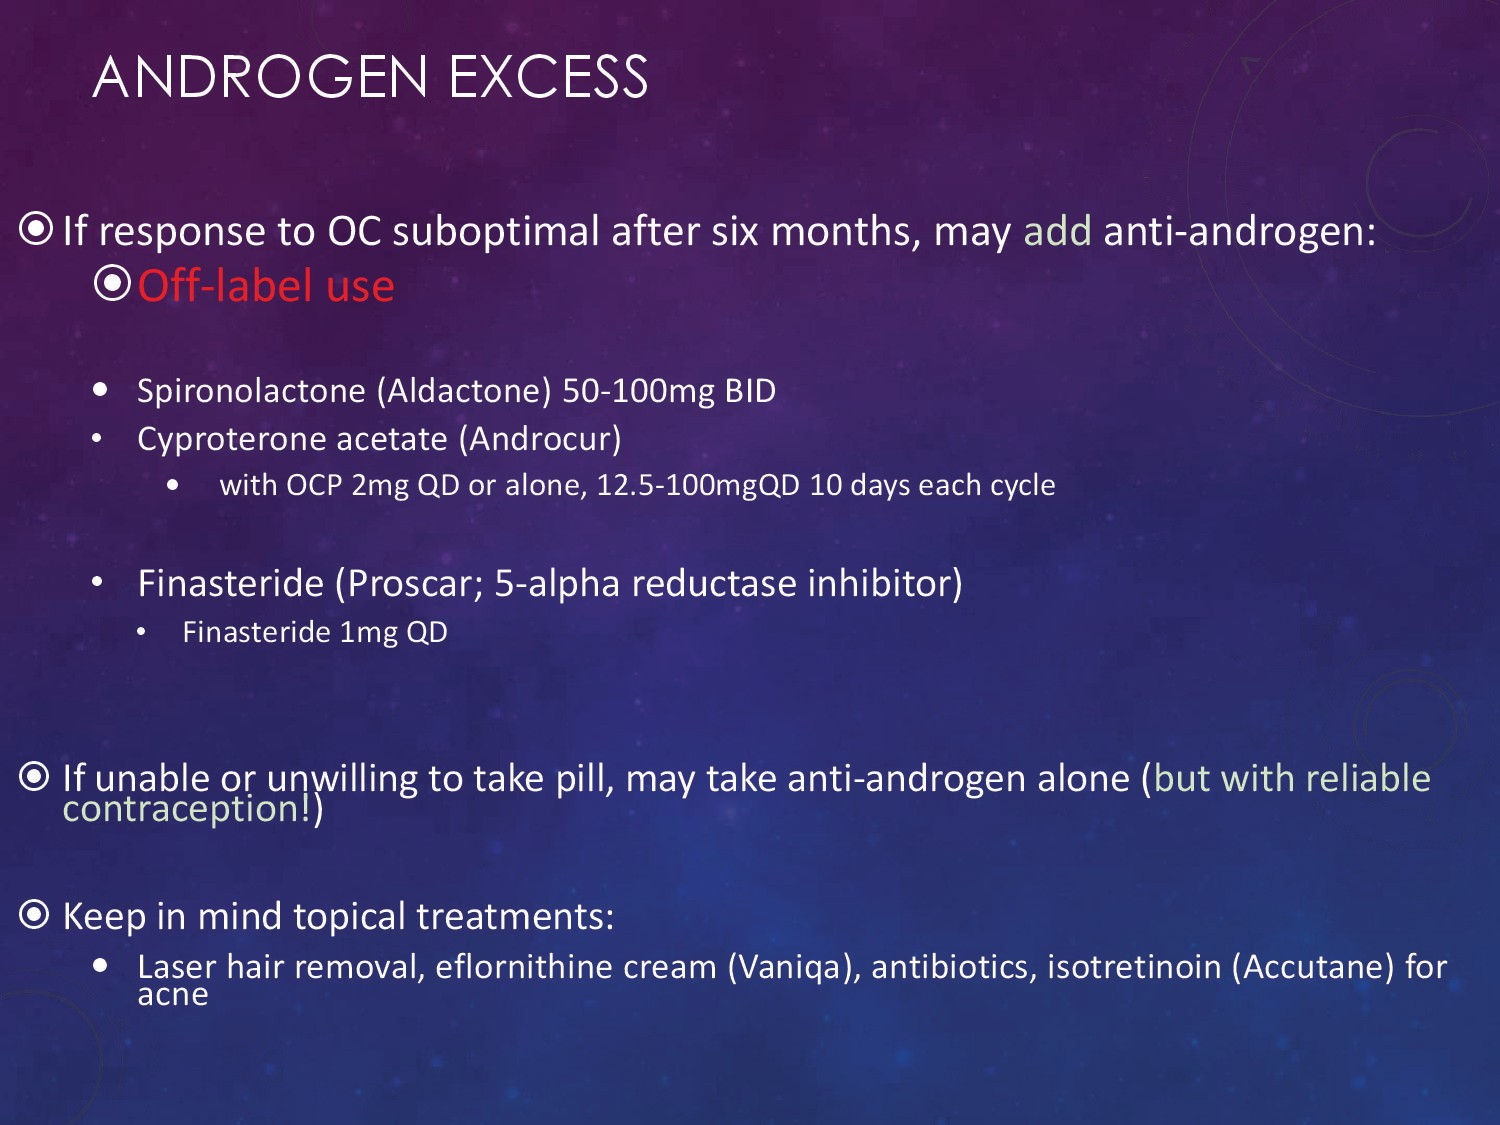 ANDROGEN EXCESS
If response to OC suboptimal after six months, may add anti-androgen:
Off-label use
Spironolactone (Aldactone) 50-100mg BID
Cyproterone acetate (Androcur)
with OCP 2mg QD or alone, 12.5-100mgQD 10 days each cycle
Finasteride (Proscar; 5-alpha reductase inhibitor)
Finasteride 1mg QD
If unable or unwilling to take pill, may take anti-androgen alone (but with reliable
contraception!)
Keep in mind topical treatments:
Laser hair removal, eflornithine cream (Vaniqa), antibiotics, isotretinoin (Accutane) for
acne